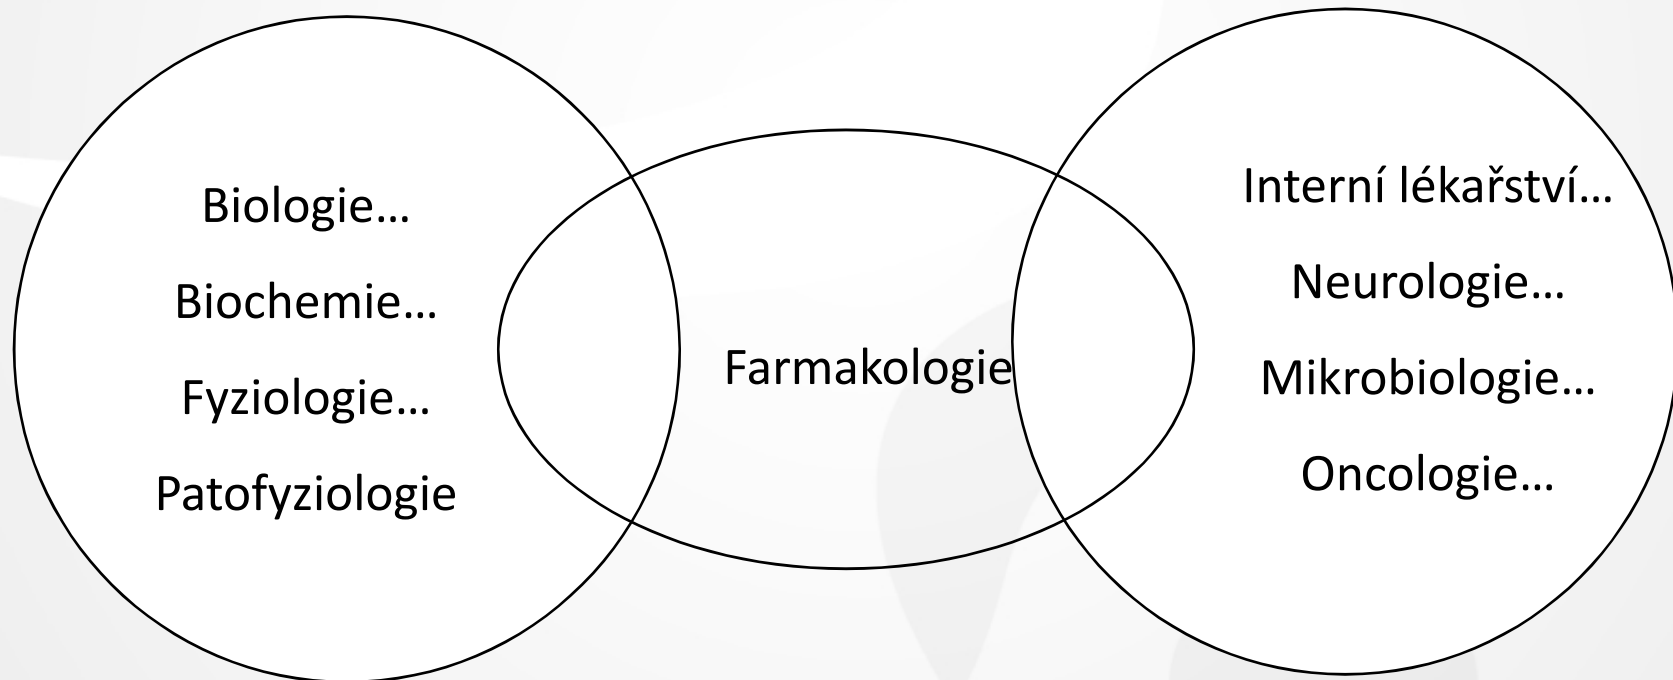 Biologie…
Biochemie…
Fyziologie…
Patofyziologie
Farmakologie
Interní lékařství…
Neurologie…
Mikrobiologie…
Oncologie…